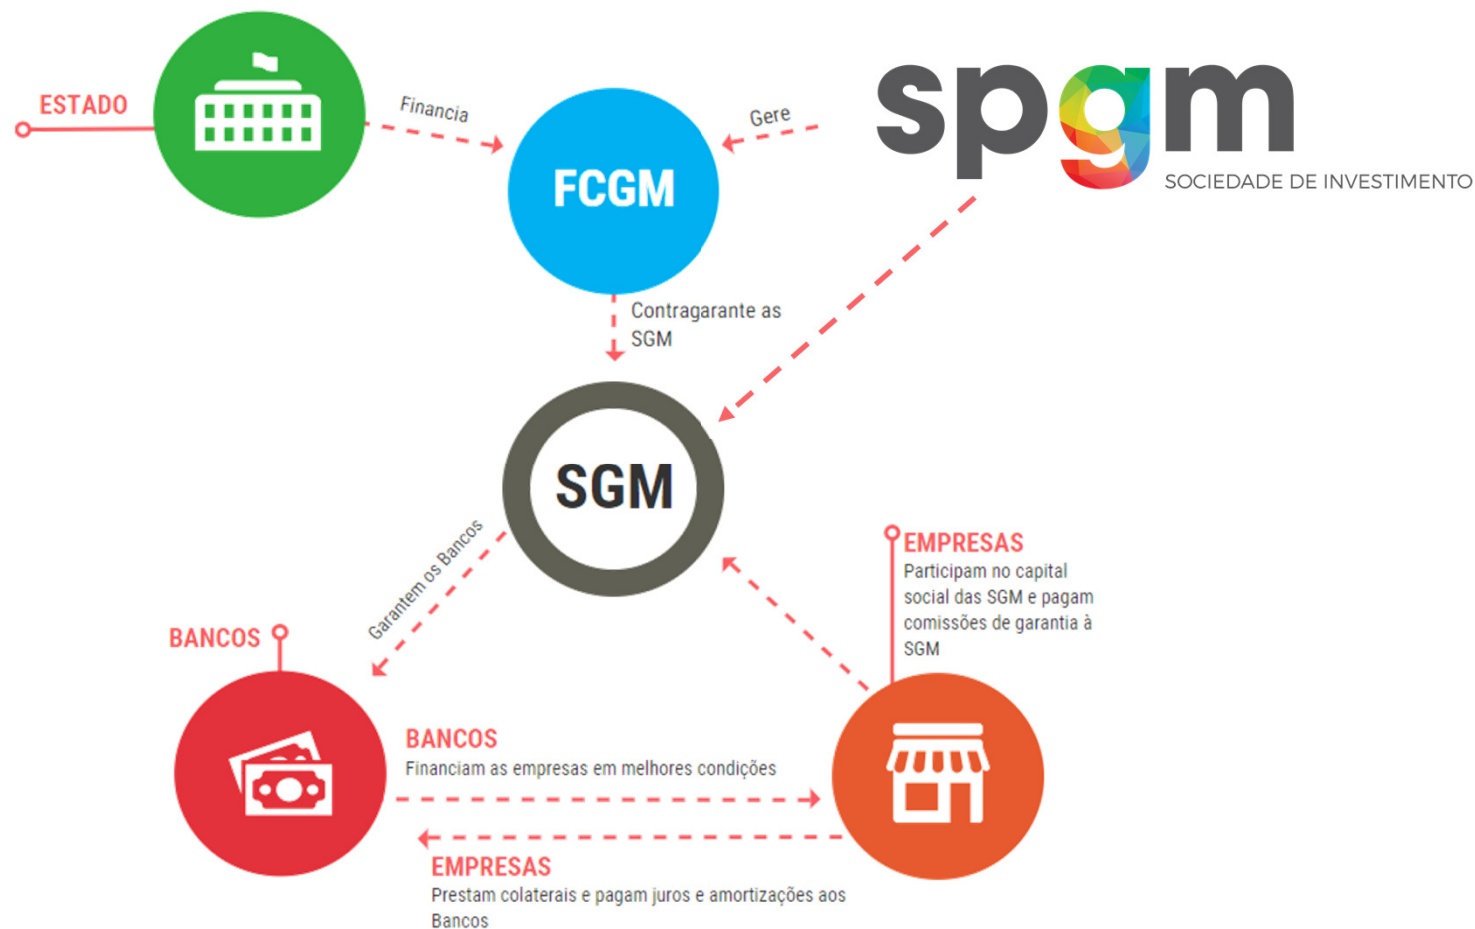 ESTADO
Financia
FCGM
Gere
spgm
SOCIEDADE DE INVESTIMENTO
Contragarante as
SGM
SGM
Garantem os Bancos
EMPRESAS
Participam no capital
social das SGM e pagam
comissões de garantia à
SGM
BANCOS
BANCOS
Financiam as empresas em melhores condições
EMPRESAS
Prestam colaterais e pagam juros e amortizações aos
Bancos